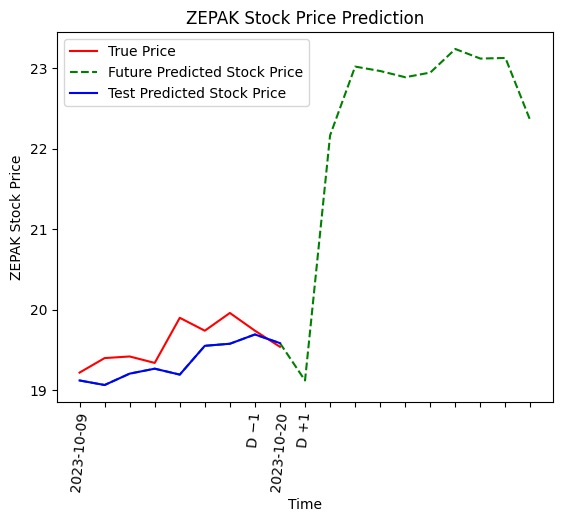 ZEPAK Stock Price Prediction
True Price
Future Predicted Stock Price
Test Predicted Stock Price
ZEPAK Stock Price
23
22
21
20
19
2023-10-09
D −1
2023-10-20
D +1
Time